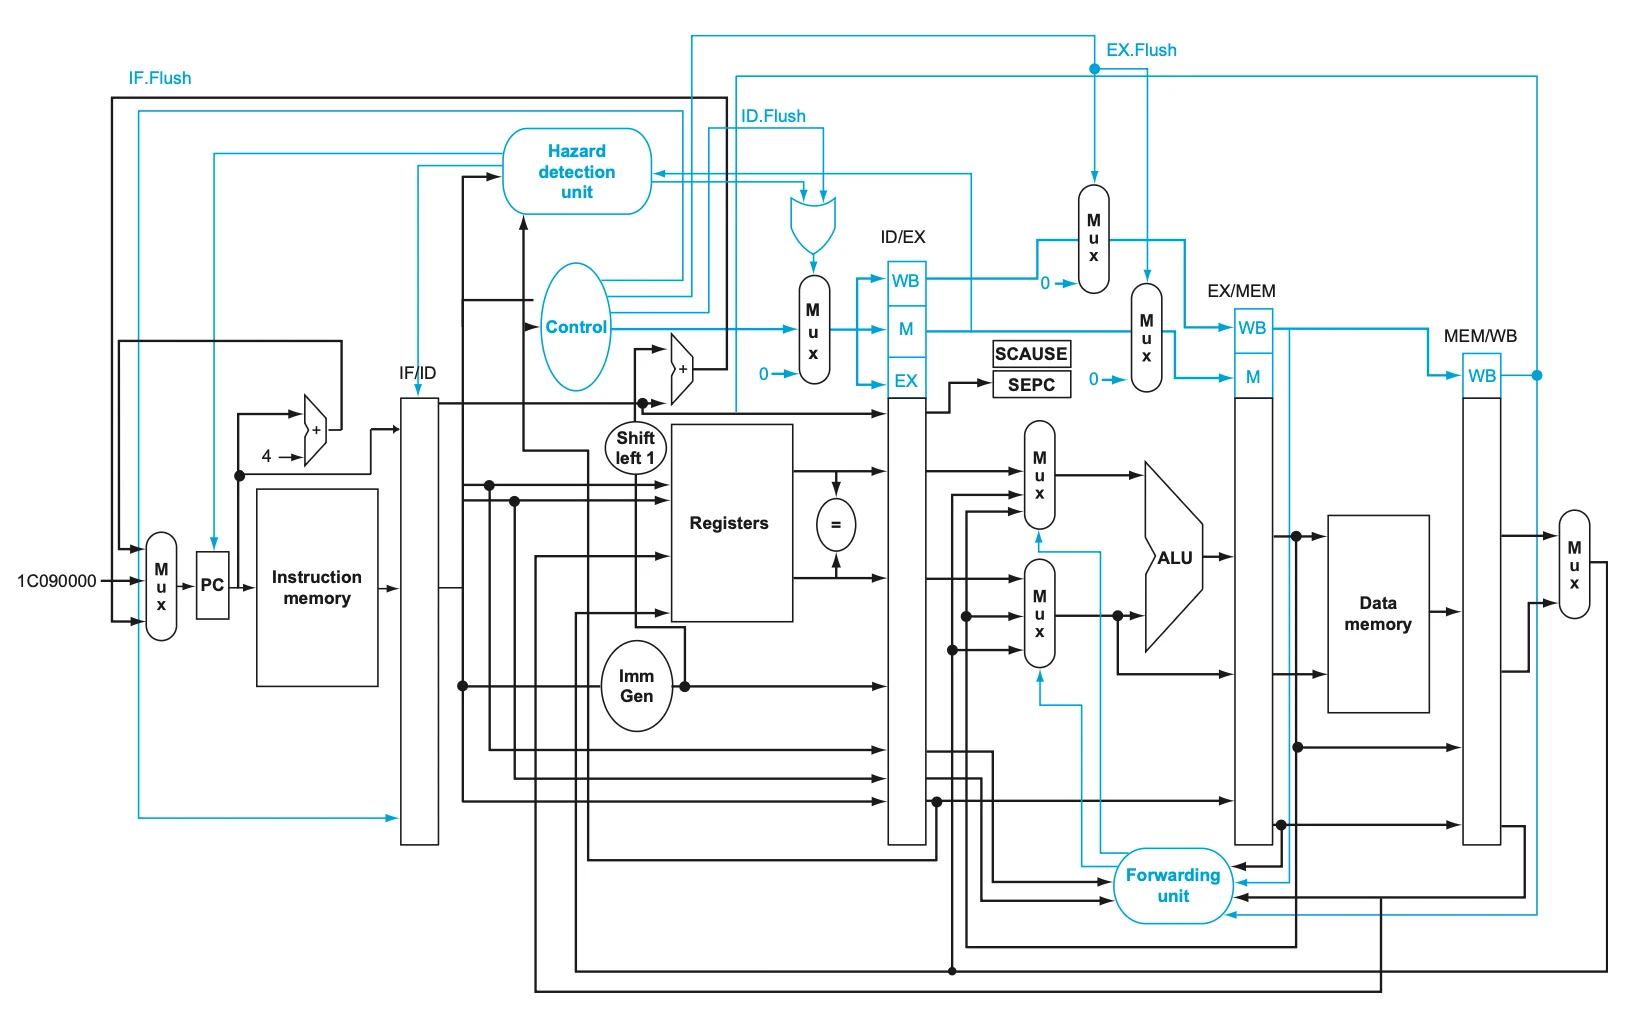 EX.Flush
IF.Flush
ID.Flush
Hazard
detection
unit
ID/EX
M
u
x
WB
0
EX/MEM
M
u
x
Control
M
u
x
M
WB
MEM/WB
SCAUSE
IF/ID
0
+
EX
SEPC
0
M
WB
4
+
Shift
left 1
M
u
x
Registers
=
1C090000
M
u
x
PC
Instruction
memory
ALU
M
u
x
Data
memory
M
u
x
Imm
Gen
Forwarding
unit